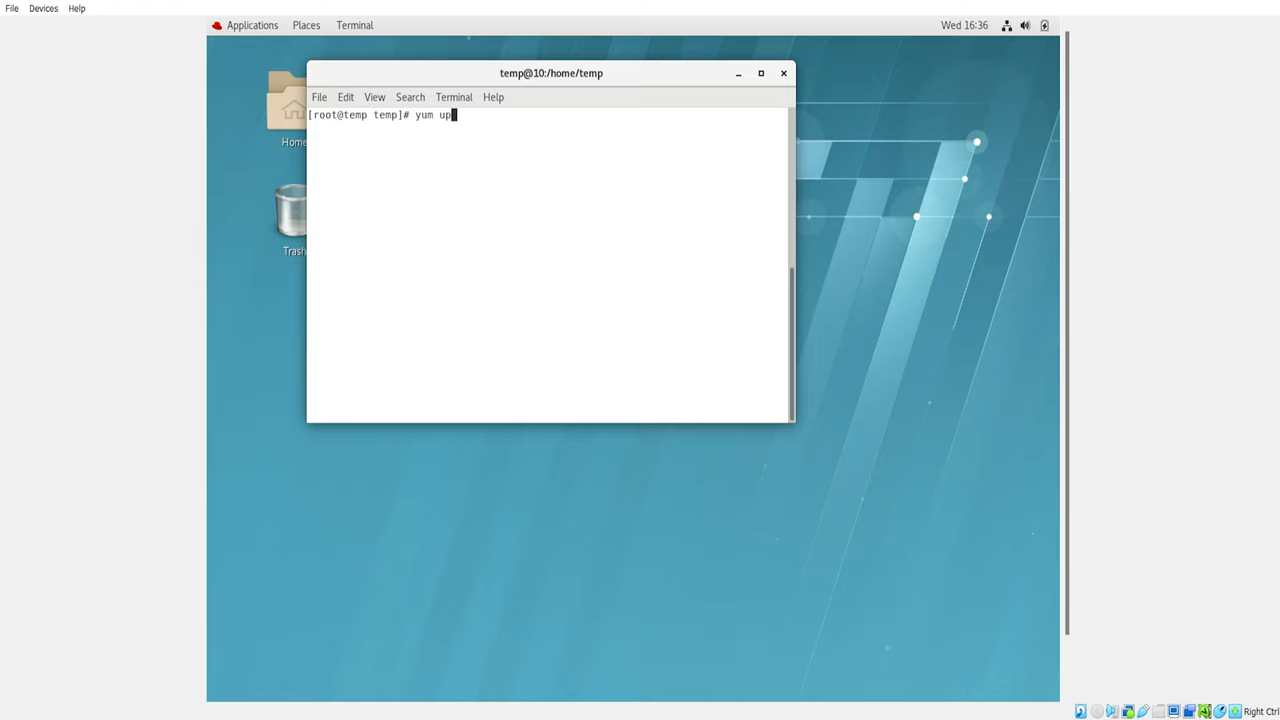 File Devices Help
Applications Places Terminal Wed 16:36
temp@10:/home/temp
File Edit View Search Terminal Help
[root@temp temp]# yum up
Home
Trash
Right Ctrl